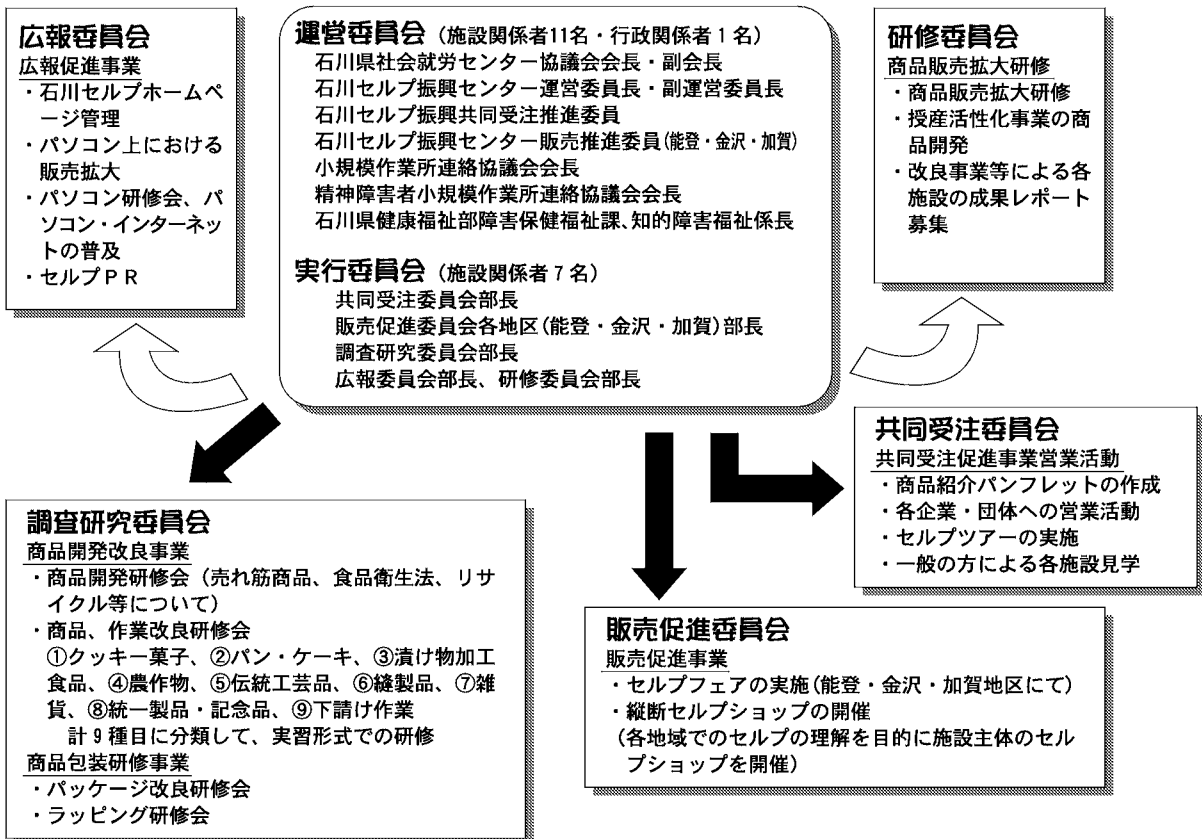 広報委員会
広報促進事業
・石川セルプホームペ
ージ管理
・パソコン上における
販売拡大
・パソコン研修会、パ
ソコン・インターネッ
トの普及
・セルプＰＲ
運営委員会（施設関係者11名・行政関係者１名）
石川県社会就労センター協議会会長・副会長
石川セルプ振興センター運営委員長・副運営委員長
石川セルプ振興共同受注推進委員
石川セルプ振興センター販売推進委員(能登・金沢・加賀)
小規模作業所連絡協議会会長
精神障害者小規模作業所連絡協議会会長
石川県健康福祉部障害保健福祉課、知的障害福祉係長
実行委員会（施設関係者７名）
共同受注委員会部長
販売促進委員会各地区(能登・金沢・加賀)部長
調査研究委員会部長
広報委員会部長、研修委員会部長
研修委員会
商品販売拡大研修
・商品販売拡大研修
・授産活性化事業の商
品開発
・改良事業等による各
施設の成果レポート
募集
共同受注委員会
共同受注促進事業営業活動
・商品紹介パンフレットの作成
・各企業・団体への営業活動
・セルプツアーの実施
・一般の方による各施設見学
調査研究委員会
商品開発改良事業
・商品開発研修会（売れ筋商品、食品衛生法、リサ
イクル等について）
・商品、作業改良研修会
①クッキー菓子、②パン・ケーキ、③漬け物加工
食品、④農作物、⑤伝統工芸品、⑥縫製品、⑦雑
貨、⑧統一製品・記念品、⑨下請け作業
計９種目に分類して、実習形式での研修
商品包装研修事業
・パッケージ改良研修会
・ラッピング研修会
販売促進委員会
販売促進事業
・セルプフェアの実施(能登・金沢・加賀地区にて)
・縦断セルプショップの開催
（各地域でのセルプの理解を目的に施設主体のセル
プショップを開催）